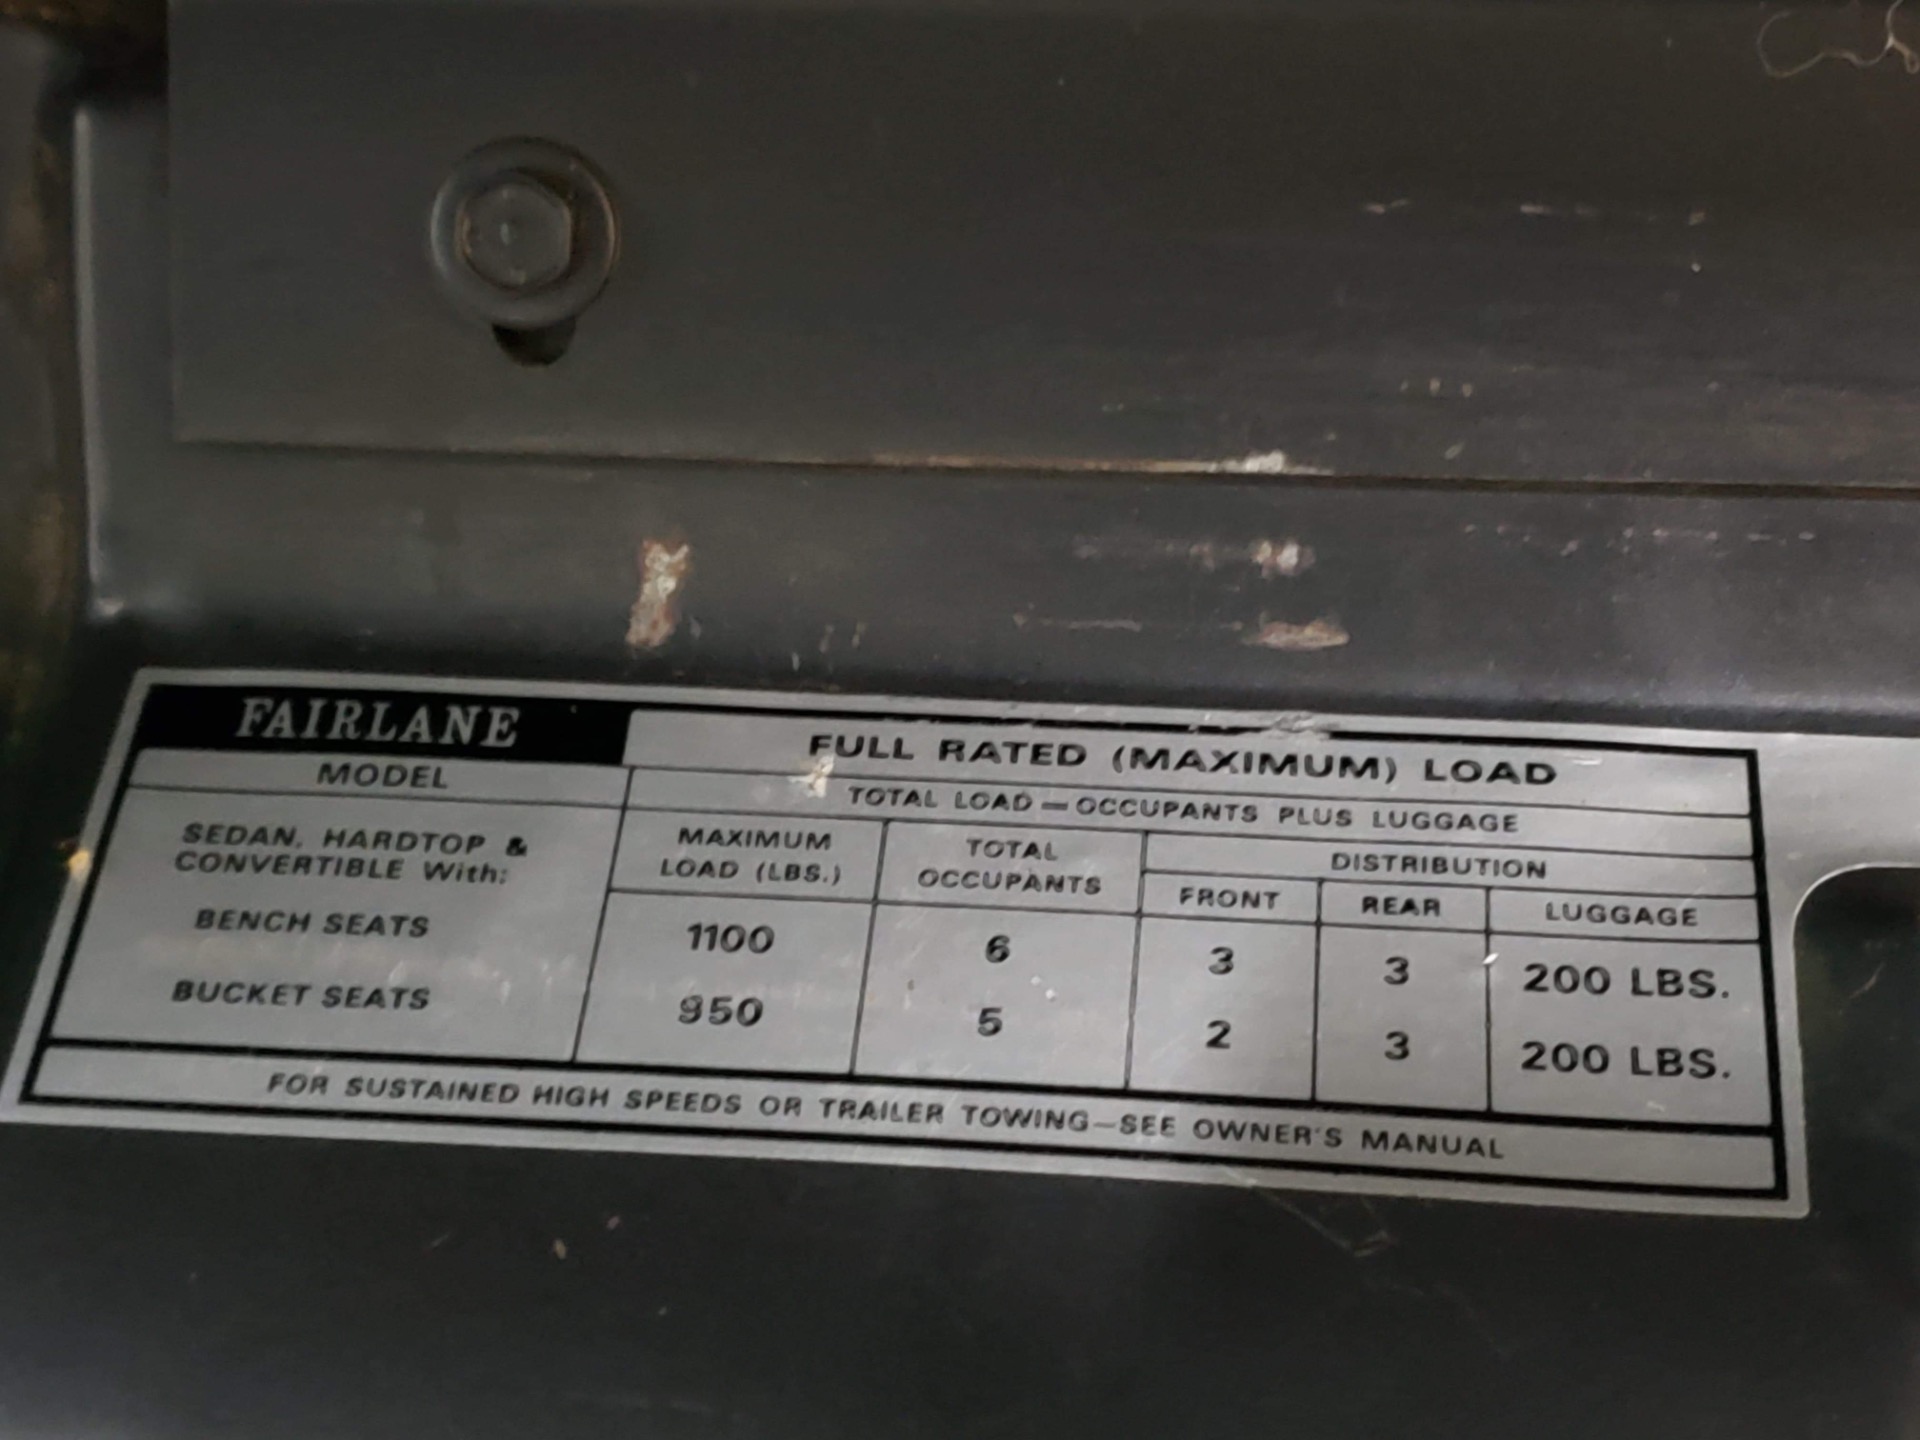 FAIRLANE
FULL RATED (MAXIMUM) LOAD
MODEL
TOTAL LOAD — OCCUPANTS PLUS LUGGAGE
SEDAN, HARDTOP &
CONVERTIBLE With:
MAXIMUM
LOAD (LBS.)
TOTAL
OCCUPANTS
DISTRIBUTION
FRONT REAR LUGGAGE
BENCH SEATS 1100 6 3 3 200 LBS.
BUCKET SEATS 950 5 2 3 200 LBS.
FOR SUSTAINED HIGH SPEEDS OR TRAILER TOWING—SEE OWNER'S MANUAL